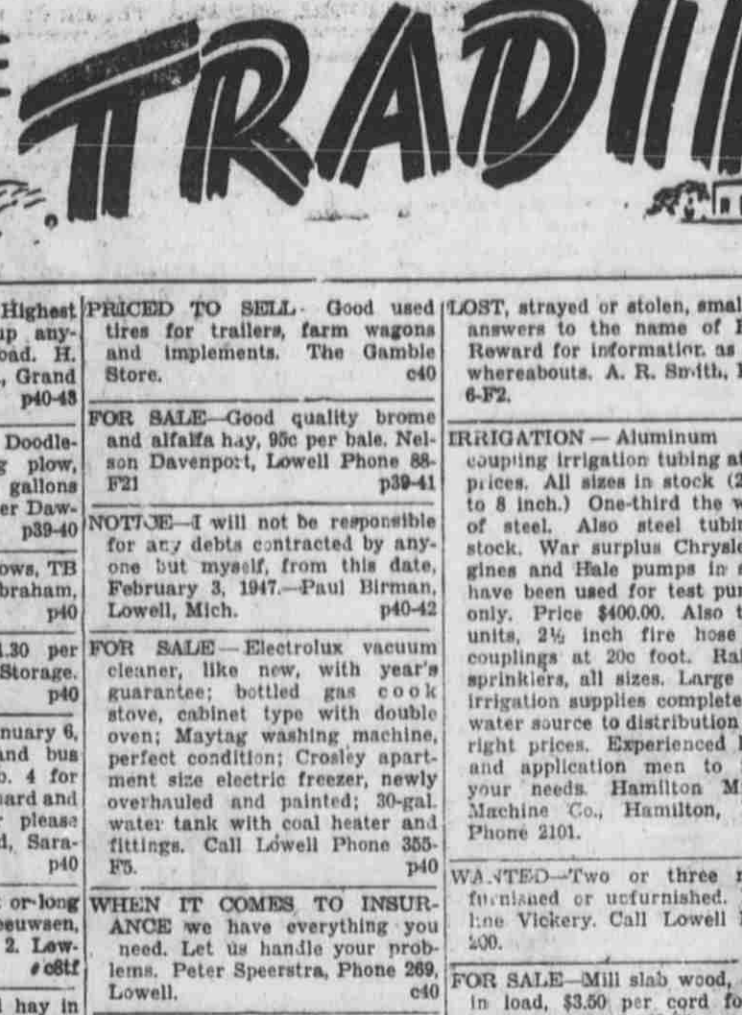 TRADI
Highest
up any-
oad. H.
., Grand
p40-43
Doodle-
g plow,
gallons
er Daw-
p39-40
ows, TB
braham,
p40
1.30 per
Storage.
p40
nuary 6,
and bus
o. 4 for
oard and
r please
d, Sara-
p40
or long
eeuwsen,
2. Low-
c8tf
l hay in
PRICED TO SELL - Good used
tires for trailers, farm wagons
and implements. The Gamble
Store. c40
FOR SALE—Good quality brome
and alfalfa hay, 95c per bale. Nel-
son Davenport, Lowell Phone 88-
F21 p39-41
NOTICE—I will not be responsible
for any debts contracted by any-
one but myself, from this date,
February 3, 1947.—Paul Birman,
Lowell, Mich. p40-42
FOR SALE—Electrolux vacuum
cleaner, like new, with year's
guarantee; bottled gas cook
stove, cabinet type with double
oven; Maytag washing machine,
perfect condition; Crosley apart-
ment size electric freezer, newly
overhauled and painted; 30-gal.
water tank with coal heater and
fittings. Call Lowell Phone 355-
F5. p40
WHEN IT COMES TO INSUR-
ANCE we have everything you
need. Let us handle your prob-
lems. Peter Speerstra, Phone 269,
Lowell. c40
LOST, strayed or stolen, smal
answers to the name of
Reward for information as
whereabouts. A. R. Smith,
6-F2.
IRRIGATION — Aluminum
coupling irrigation tubing at
prices. All sizes in stock (2
to 8 inch.) One-third the w
of steel. Also steel tubin
stock. War surplus Chrysle
gines and Hale pumps in
have been used for test pur
only. Price $400.00. Also t
units, 2½ inch fire hose
couplings at 20c foot. Rai
sprinklers, all sizes. Large
irrigation supplies complete
water source to distribution
right prices. Experienced
and application men to
your needs. Hamilton M
Machine Co., Hamilton,
Phone 2101.
WANTED—Two or three r
furnished or unfurnished.
line Vickery. Call Lowell
200.
FOR SALE—Mill slab wood,
in load, $3.50 per cord fo